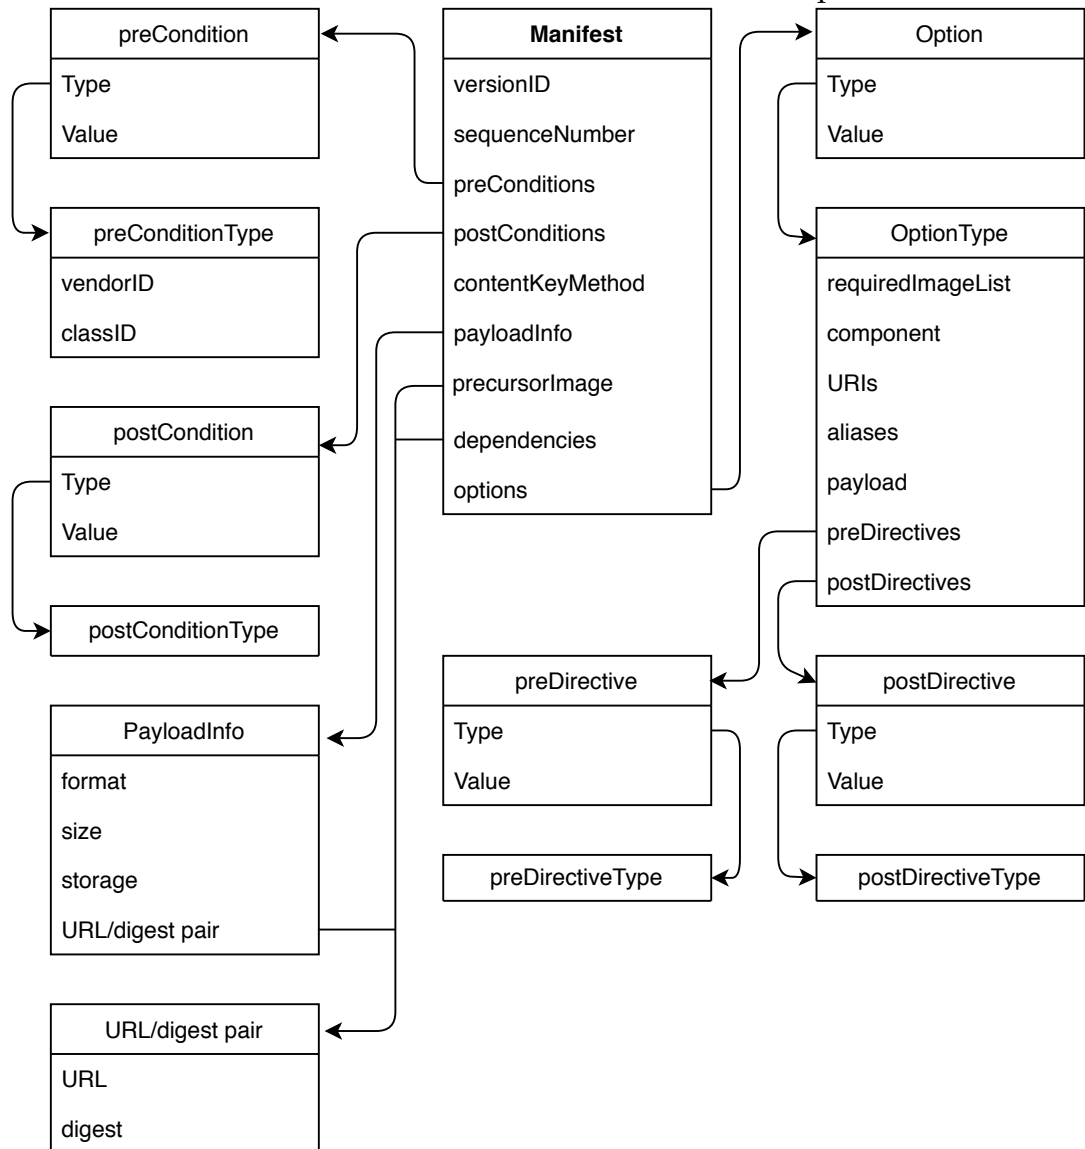 preCondition
Type
Value
preConditionType
vendorID
classID
postCondition
Type
Value
postConditionType
PayloadInfo
format
size
storage
URL/digest pair
URL/digest pair
URL
digest
Manifest
versionID
sequenceNumber
preConditions
postConditions
contentKeyMethod
payloadInfo
precursorImage
dependencies
options
preDirective
Type
Value
preDirectiveType
Option
Type
Value
OptionType
requiredImageList
component
URIs
aliases
payload
preDirectives
postDirectives
postDirective
Type
Value
postDirectiveType